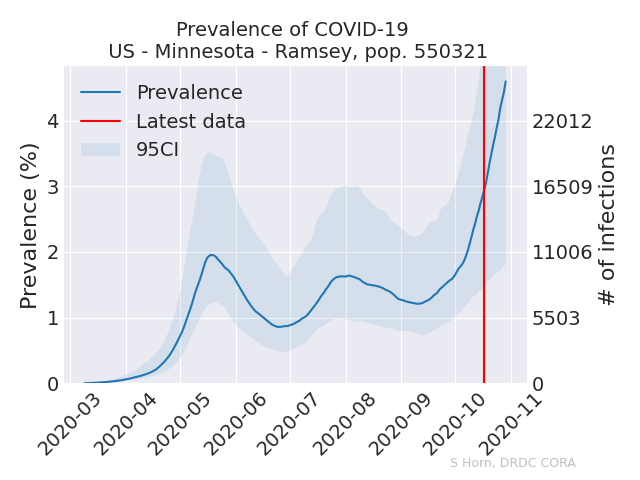 Prevalence of COVID-19
US - Minnesota - Ramsey, pop. 550321
Prevalence
Latest data
95CI
Prevalence (%)
4
3
2
1
0
22012
16509
11006
5503
0
# of infections
2020-03
2020-04
2020-05
2020-06
2020-07
2020-08
2020-09
2020-10
2020-11
S Horn, DRDC CORA